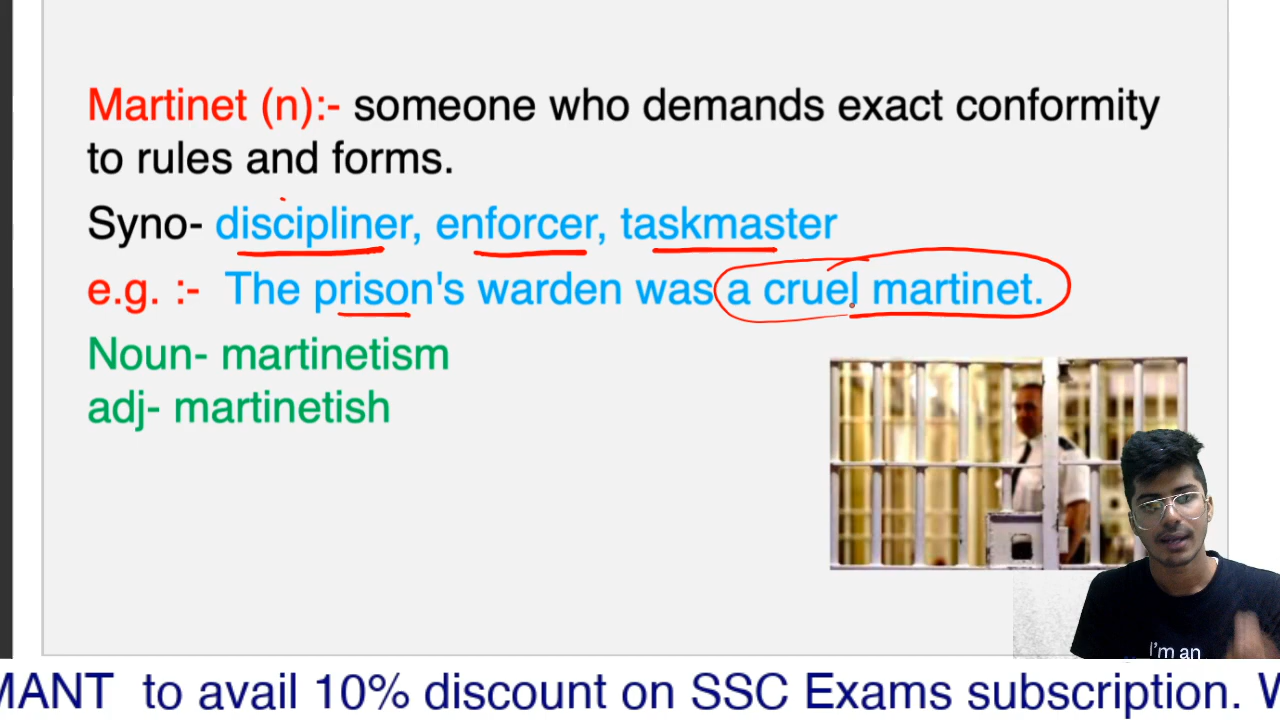 Martinet (n):- someone who demands exact conformity
to rules and forms.
Syno- discipliner, enforcer, taskmaster
e.g. :- The prison's warden was a cruel martinet.
Noun- martinetism
adj- martinetish
I'm an
MANT to avail 10% discount on SSC Exams subscription. W